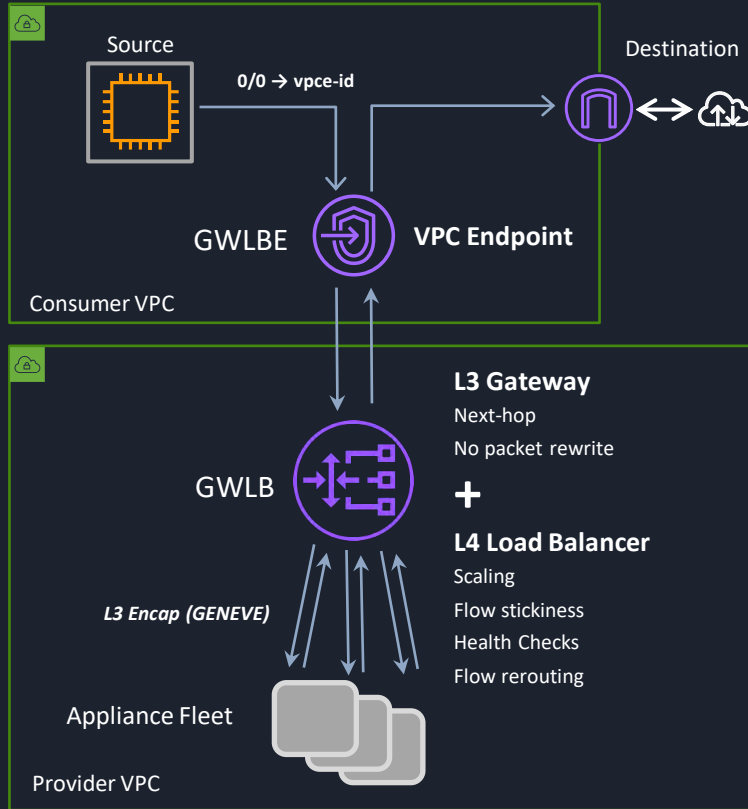 Source
Destination
0/0 → vpce-id
GWLBE
VPC Endpoint
Consumer VPC
L3 Gateway
Next-hop
No packet rewrite
GWLB
+
L4 Load Balancer
Scaling
L3 Encap (GENEVE)
Flow stickiness
Health Checks
Flow rerouting
Appliance Fleet
Provider VPC